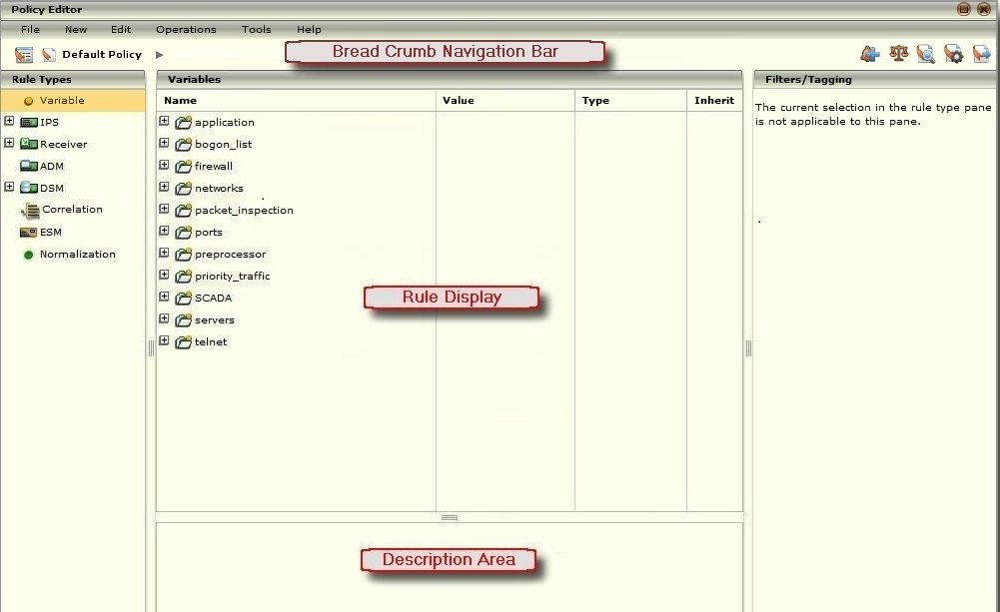 Policy Editor
File New Edit Operations Tools Help
Default Policy
Bread Crumb Navigation Bar
Rule Types
Variable
IPS
Receiver
ADM
DSM
Correlation
ESM
Normalization
Variables
Name Value Type Inherit
application
bogon_list
firewall
networks
packet_inspection
ports
preprocessor
priority_traffic
SCADA
servers
telnet
Rule Display
Description Area
Filters/Tagging
The current selection in the rule type pane
is not applicable to this pane.